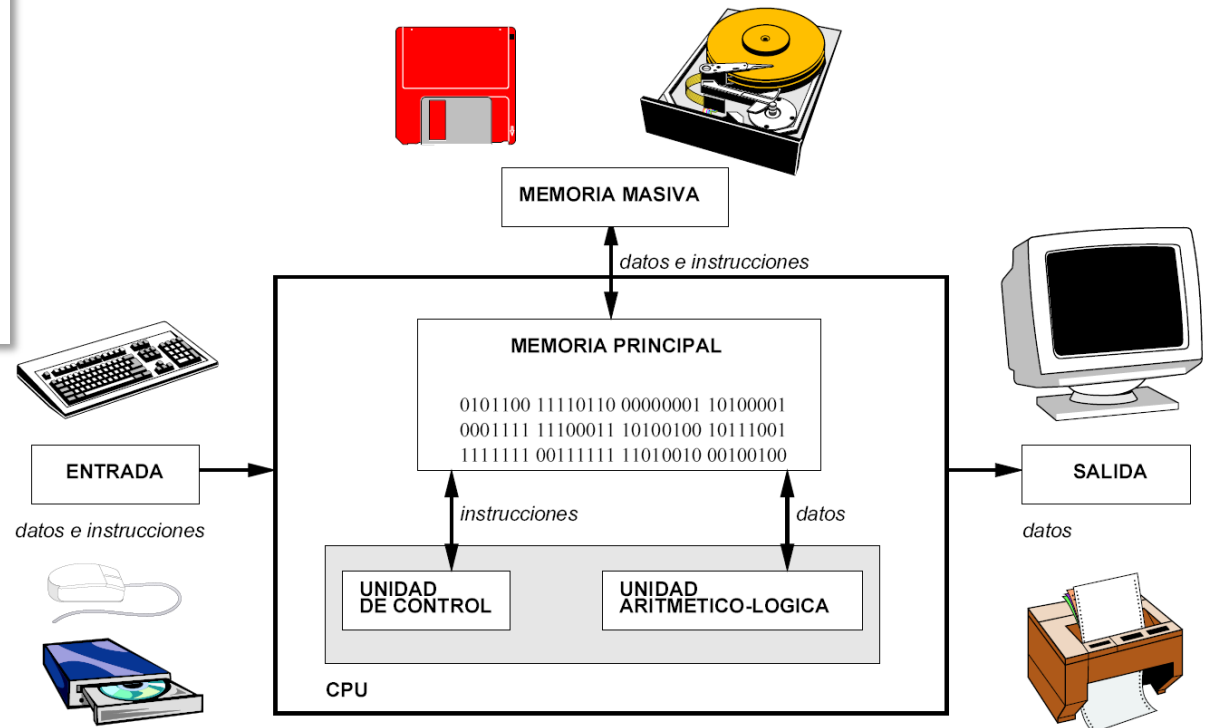 MEMORIA MASIVA
datos e instrucciones
MEMORIA PRINCIPAL
0101100 11110110 00000001 10100001
0001111 11100011 10100100 10111001
1111111 00111111 11010010 00100100
ENTRADA
SALIDA
datos e instrucciones
instrucciones
datos
datos
UNIDAD
DE CONTROL
UNIDAD
ARITMETICO-LOGICA
CPU